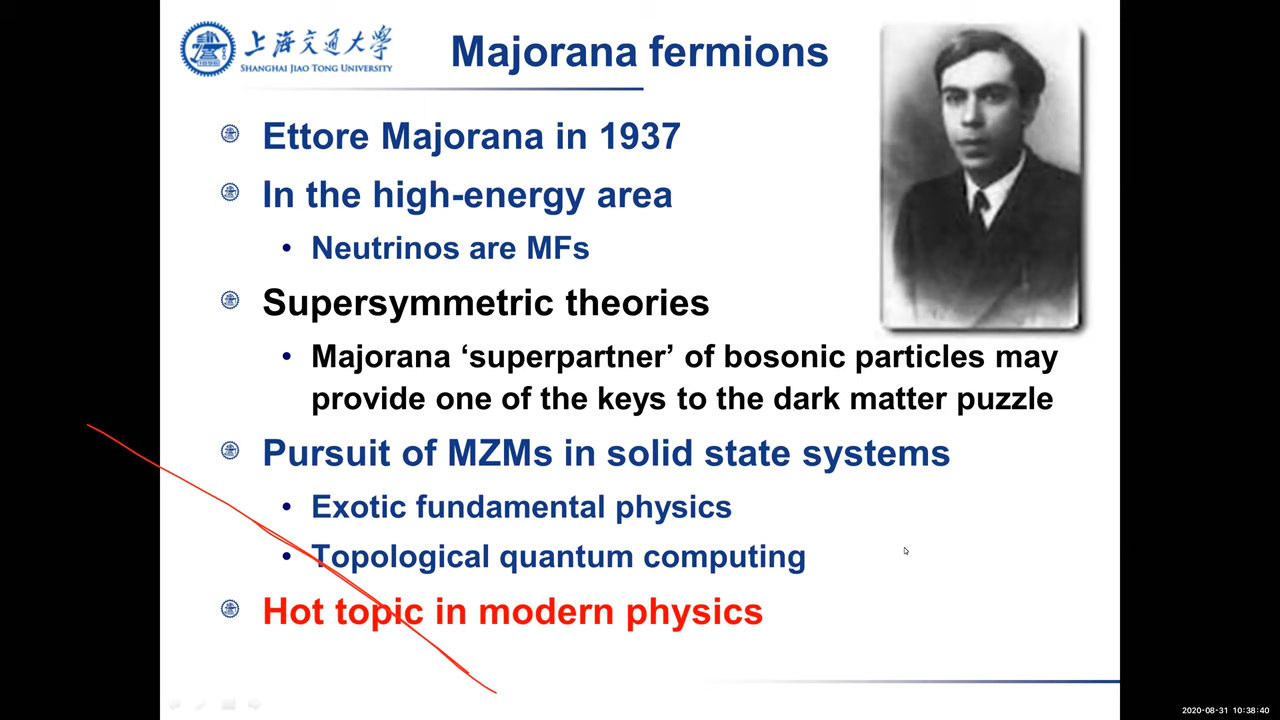 上海交通大学
SHANGHAI JIAO TONG UNIVERSITY
Majorana fermions
Ettore Majorana in 1937
In the high-energy area
• Neutrinos are MFs
Supersymmetric theories
• Majorana ‘superpartner’ of bosonic particles may
provide one of the keys to the dark matter puzzle
Pursuit of MZMs in solid state systems
• Exotic fundamental physics
• Topological quantum computing
Hot topic in modern physics
2020-08-31 10:38:40